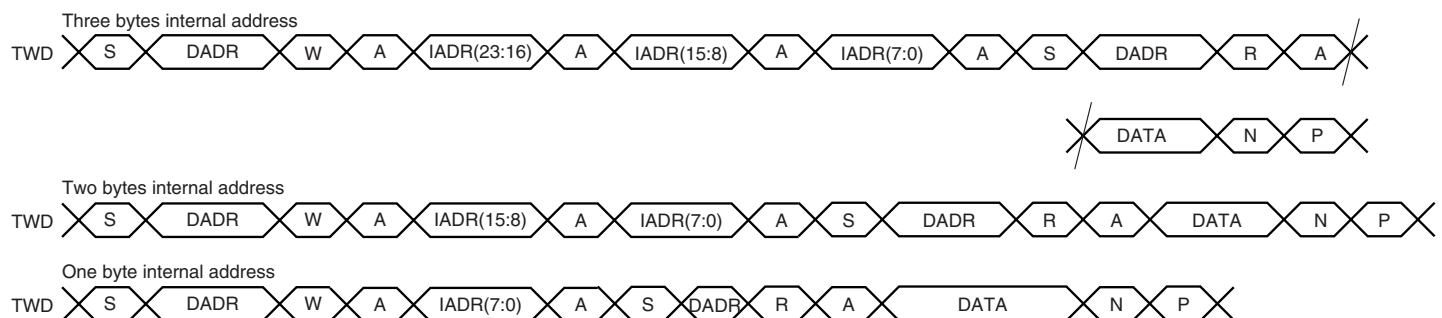 Three bytes internal address
TWD S DADR W A IADR(23:16) A IADR(15:8) A IADR(7:0) A S DADR R A
DATA N P
Two bytes internal address
TWD S DADR W A IADR(15:8) A IADR(7:0) A S DADR R A DATA N P
One byte internal address
TWD S DADR W A IADR(7:0) A S DADR R A DATA N P